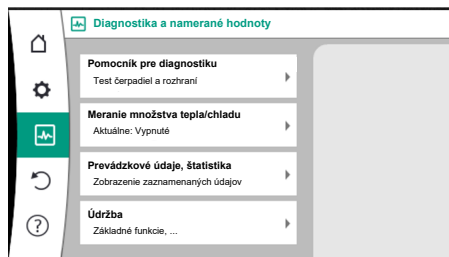 Diagnostika a namerané hodnoty
Pomocník pre diagnostiku
Test čerpadiel a rozhraní
Meranie množstva tepla/chladu
Aktuálne: Vypnuté
Prevádzkové údaje, štatistika
Zobrazenie zaznamenaných údajov
Údržba
Základné funkcie, ...
?